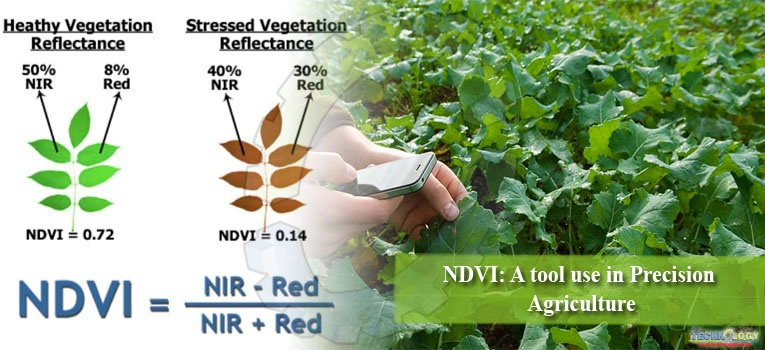 Heathy Vegetation
Reflectance
50%
NIR
8%
Red
NDVI = 0.72
Stressed Vegetation
Reflectance
40%
NIR
30%
Red
NDVI = 0.14
NDVI = NIR - Red
NIR + Red
NDVI: A tool use in Precision
Agriculture